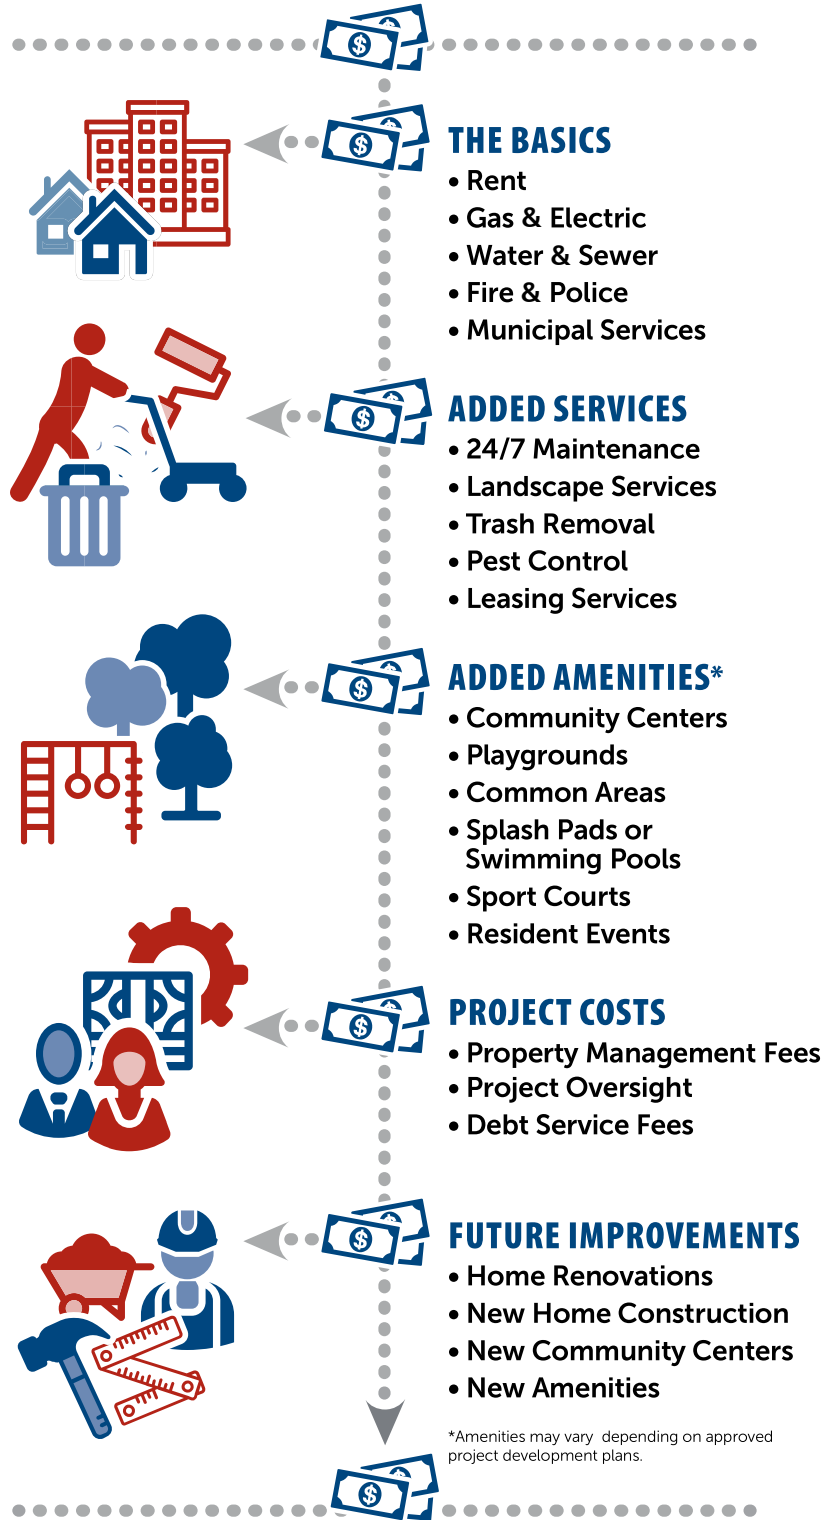 THE BASICS
• Rent
• Gas & Electric
• Water & Sewer
• Fire & Police
• Municipal Services
ADDED SERVICES
• 24/7 Maintenance
• Landscape Services
• Trash Removal
• Pest Control
• Leasing Services
ADDED AMENITIES*
• Community Centers
• Playgrounds
• Common Areas
• Splash Pads or
Swimming Pools
• Sport Courts
• Resident Events
PROJECT COSTS
• Property Management Fees
• Project Oversight
• Debt Service Fees
FUTURE IMPROVEMENTS
• Home Renovations
• New Home Construction
• New Community Centers
• New Amenities
*Amenities may vary depending on approved
project development plans.